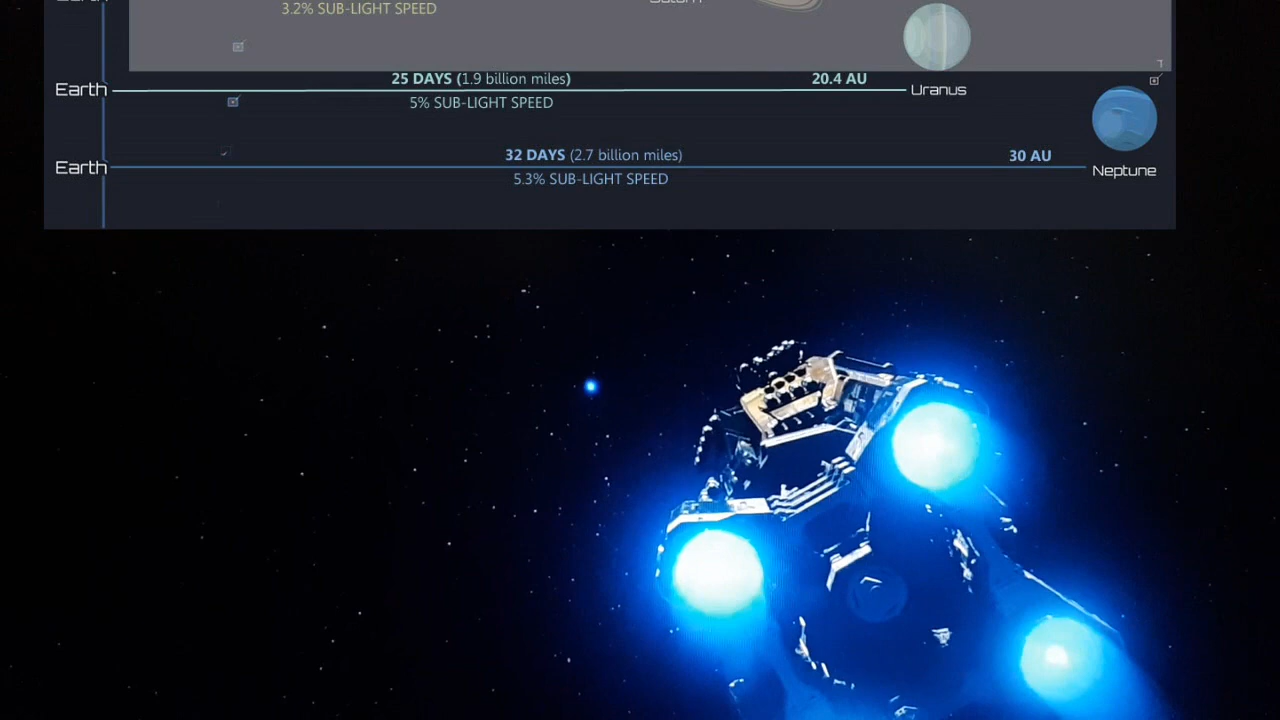 3.2% SUB-LIGHT SPEED
Earth
25 DAYS (1.9 billion miles)
20.4 AU
5% SUB-LIGHT SPEED
Uranus
Earth
32 DAYS (2.7 billion miles)
30 AU
5.3% SUB-LIGHT SPEED
Neptune